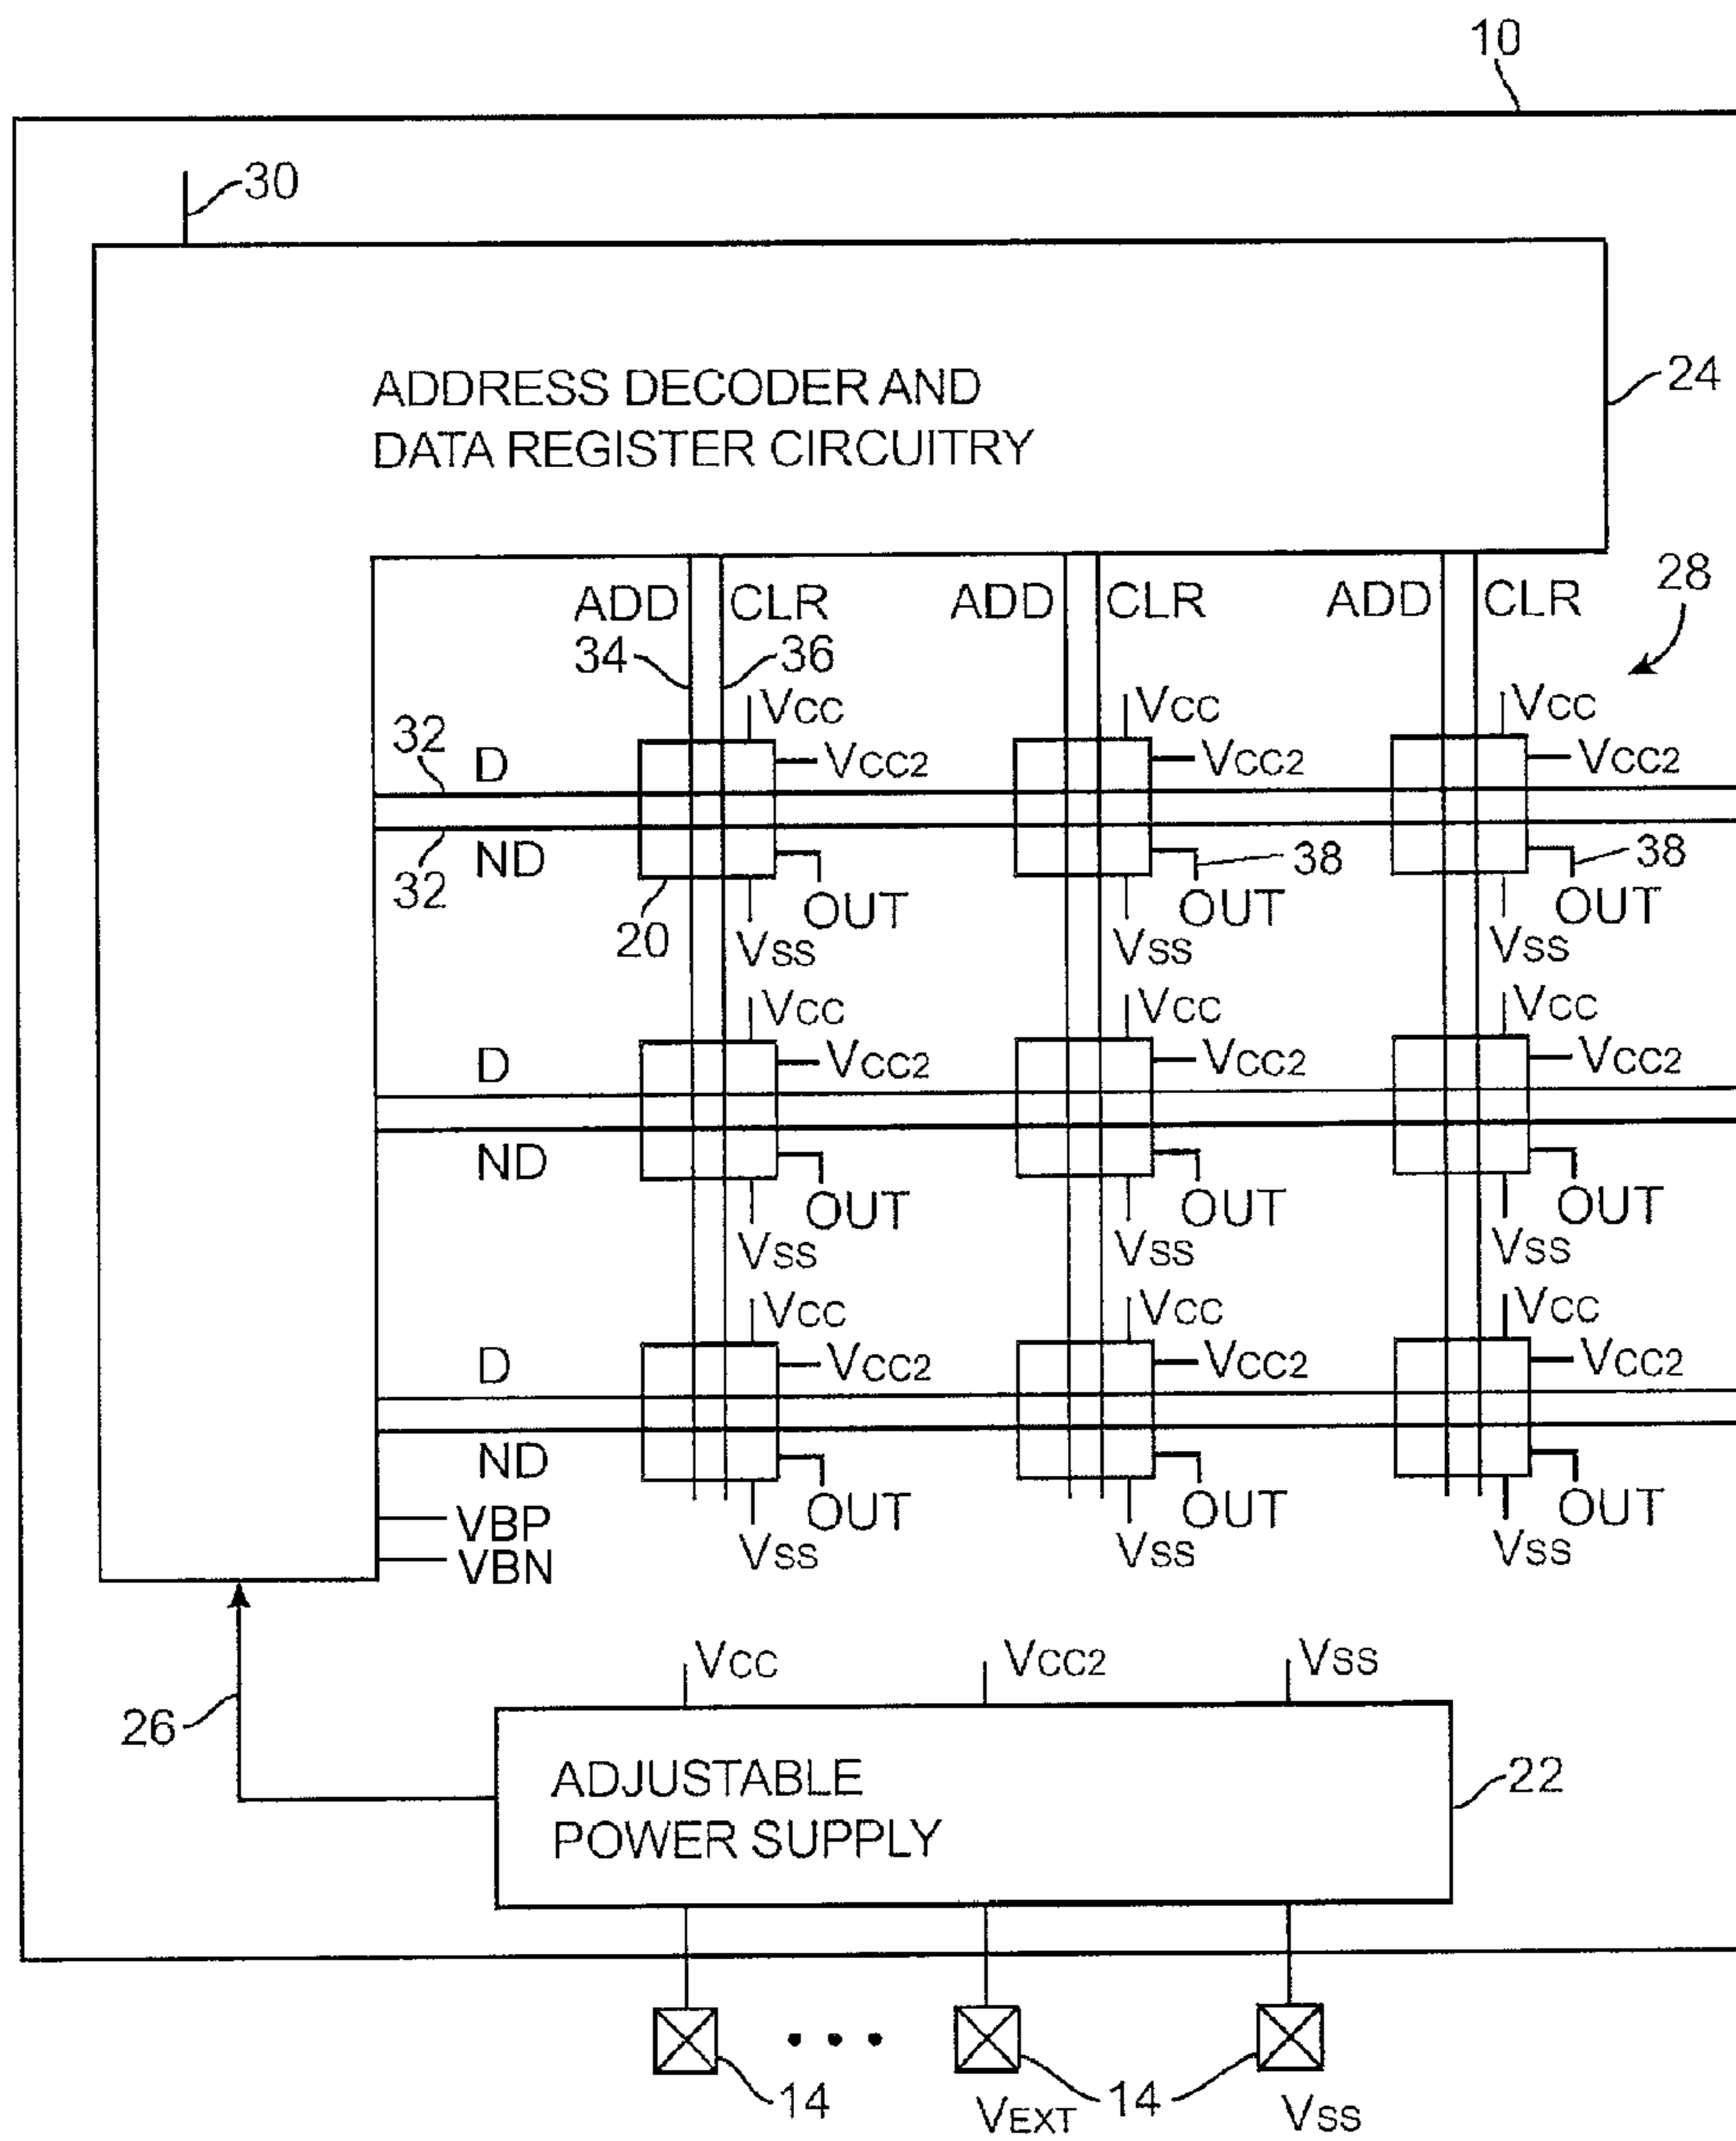 10
30
ADDRESS DECODER AND
DATA REGISTER CIRCUITRY
24
28
ADD CLR ADD CLR ADD CLR
34 36
VCC VCC VCC
32 D VCC2 VCC2 VCC2
32 ND 38 38
20 OUT OUT OUT
VSS VSS VSS
VCC VCC VCC
D VCC2 VCC2 VCC2
ND
OUT OUT OUT
VSS VSS VSS
VCC VCC VCC
D VCC2 VCC2 VCC2
ND
VBP OUT OUT OUT
VBN VSS VSS VSS
VCC VCC2 VSS
26
ADJUSTABLE
POWER SUPPLY
22
14 14
VEXT VSS